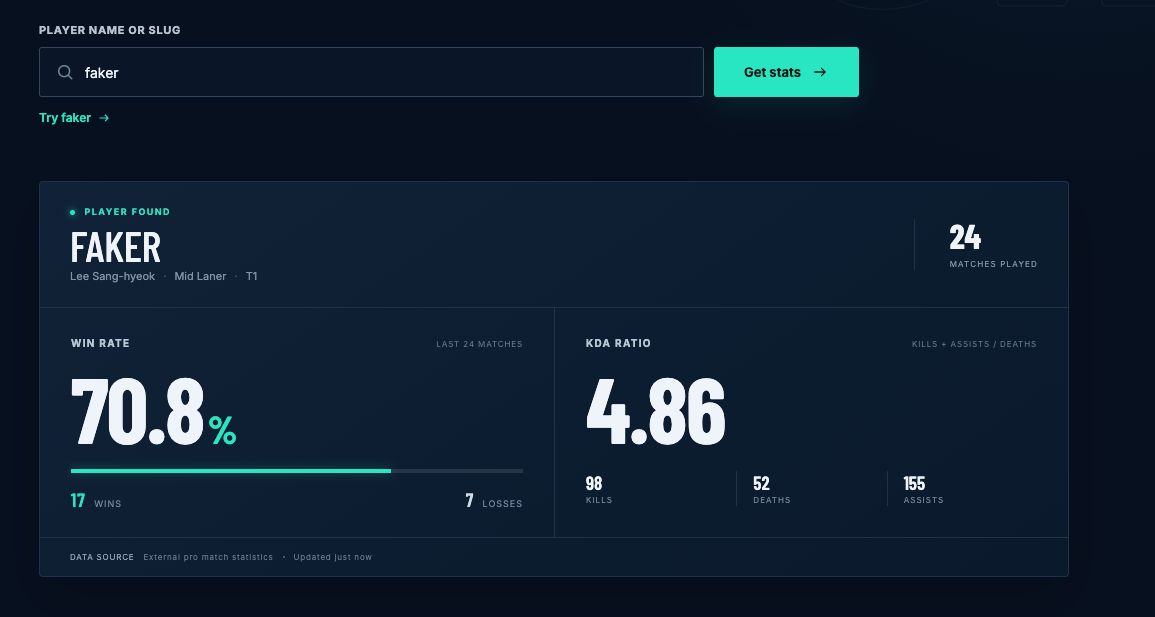 PLAYER NAME OR SLUG
faker
Get stats →
Try faker →
PLAYER FOUND
FAKER
Lee Sang-hyeok · Mid Laner · T1
24
MATCHES PLAYED
WIN RATE
LAST 24 MATCHES
70.8%
17 WINS
7 LOSSES
KDA RATIO
KILLS + ASSISTS / DEATHS
4.86
98
KILLS
52
DEATHS
155
ASSISTS
DATA SOURCE External pro match statistics · Updated just now